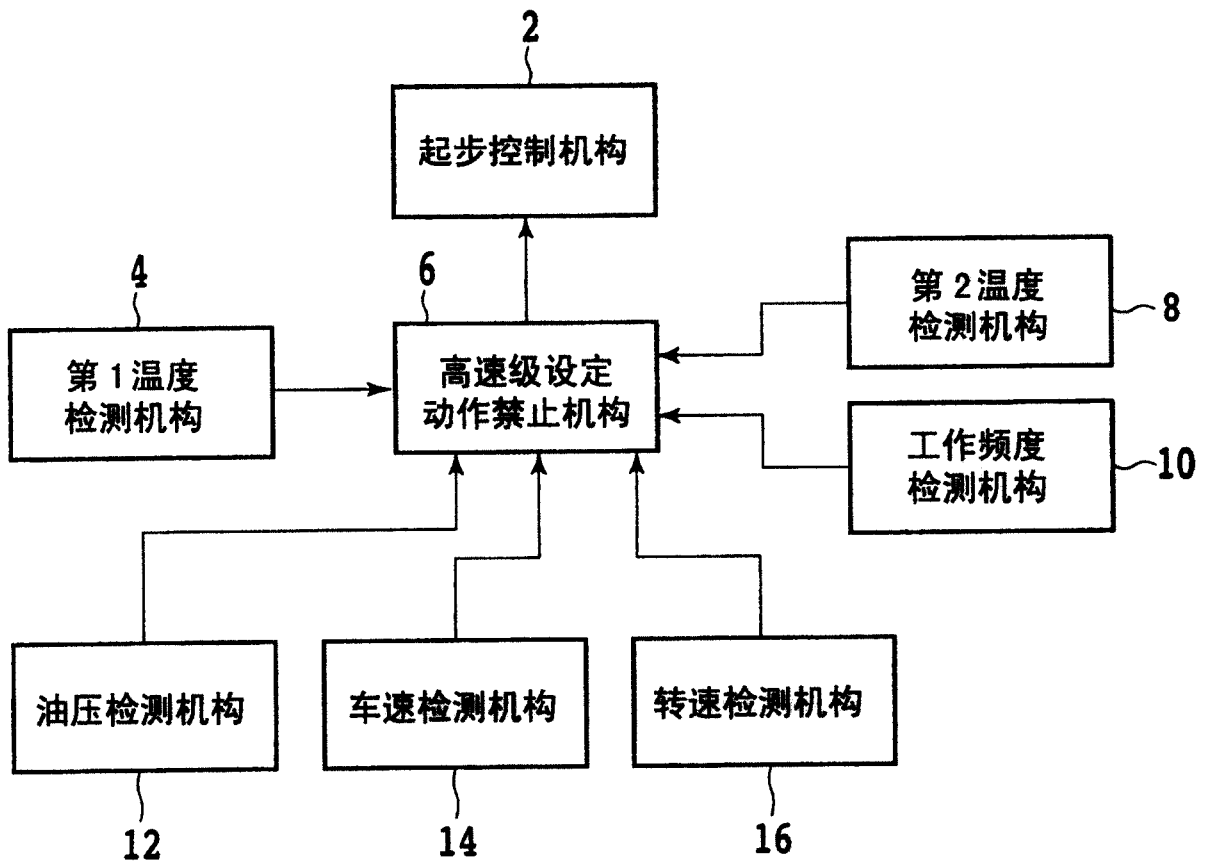 2
起步控制机构
4
第1温度
检测机构
6
高速级设定
动作禁止机构
第2温度
检测机构
8
工作频度
检测机构
10
油压检测机构
车速检测机构
转速检测机构
12
14
16